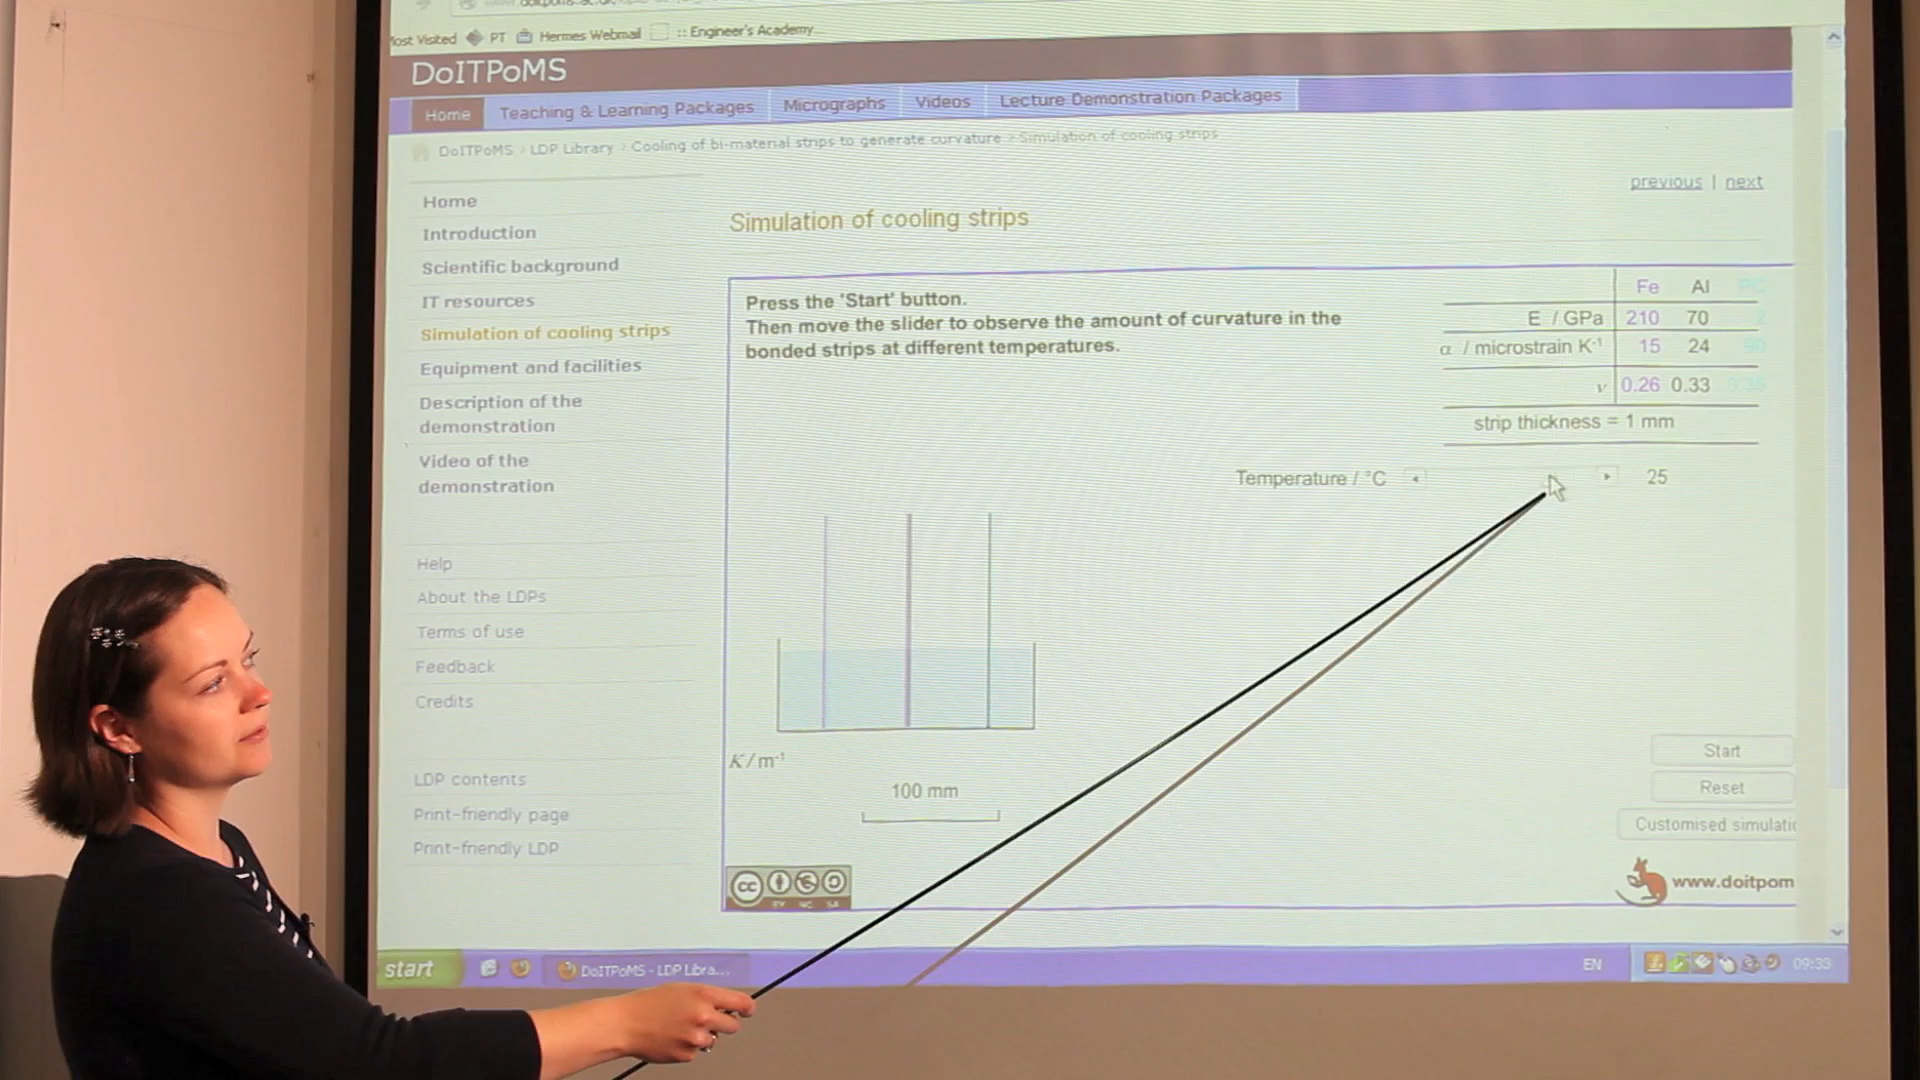 Most Visited PT Hermes Webmail :: Engineer's Academy...
DoITPoMS
Home Teaching & Learning Packages Micrographs Videos Lecture Demonstration Packages
DoITPoMS > LDP Library > Cooling of bi-material strips to generate curvature > Simulation of cooling strips
previous | next
Home
Introduction
Scientific background
IT resources
Simulation of cooling strips
Equipment and facilities
Description of the
demonstration
Video of the
demonstration
Help
About the LDPs
Terms of use
Feedback
Credits
LDP contents
Print-friendly page
Print-friendly LDP
Simulation of cooling strips
Press the 'Start' button.
Then move the slider to observe the amount of curvature in the
bonded strips at different temperatures.
Fe Al
E / GPa 210 70
α / microstrain K⁻¹ 15 24
ν 0.26 0.33
strip thickness = 1 mm
Temperature / °C 25
K / m⁻¹
100 mm
Start
Reset
Customised simulati
www.doitpom
CC
BY NC SA
start DoITPoMS - LDP Libra... EN 09:33